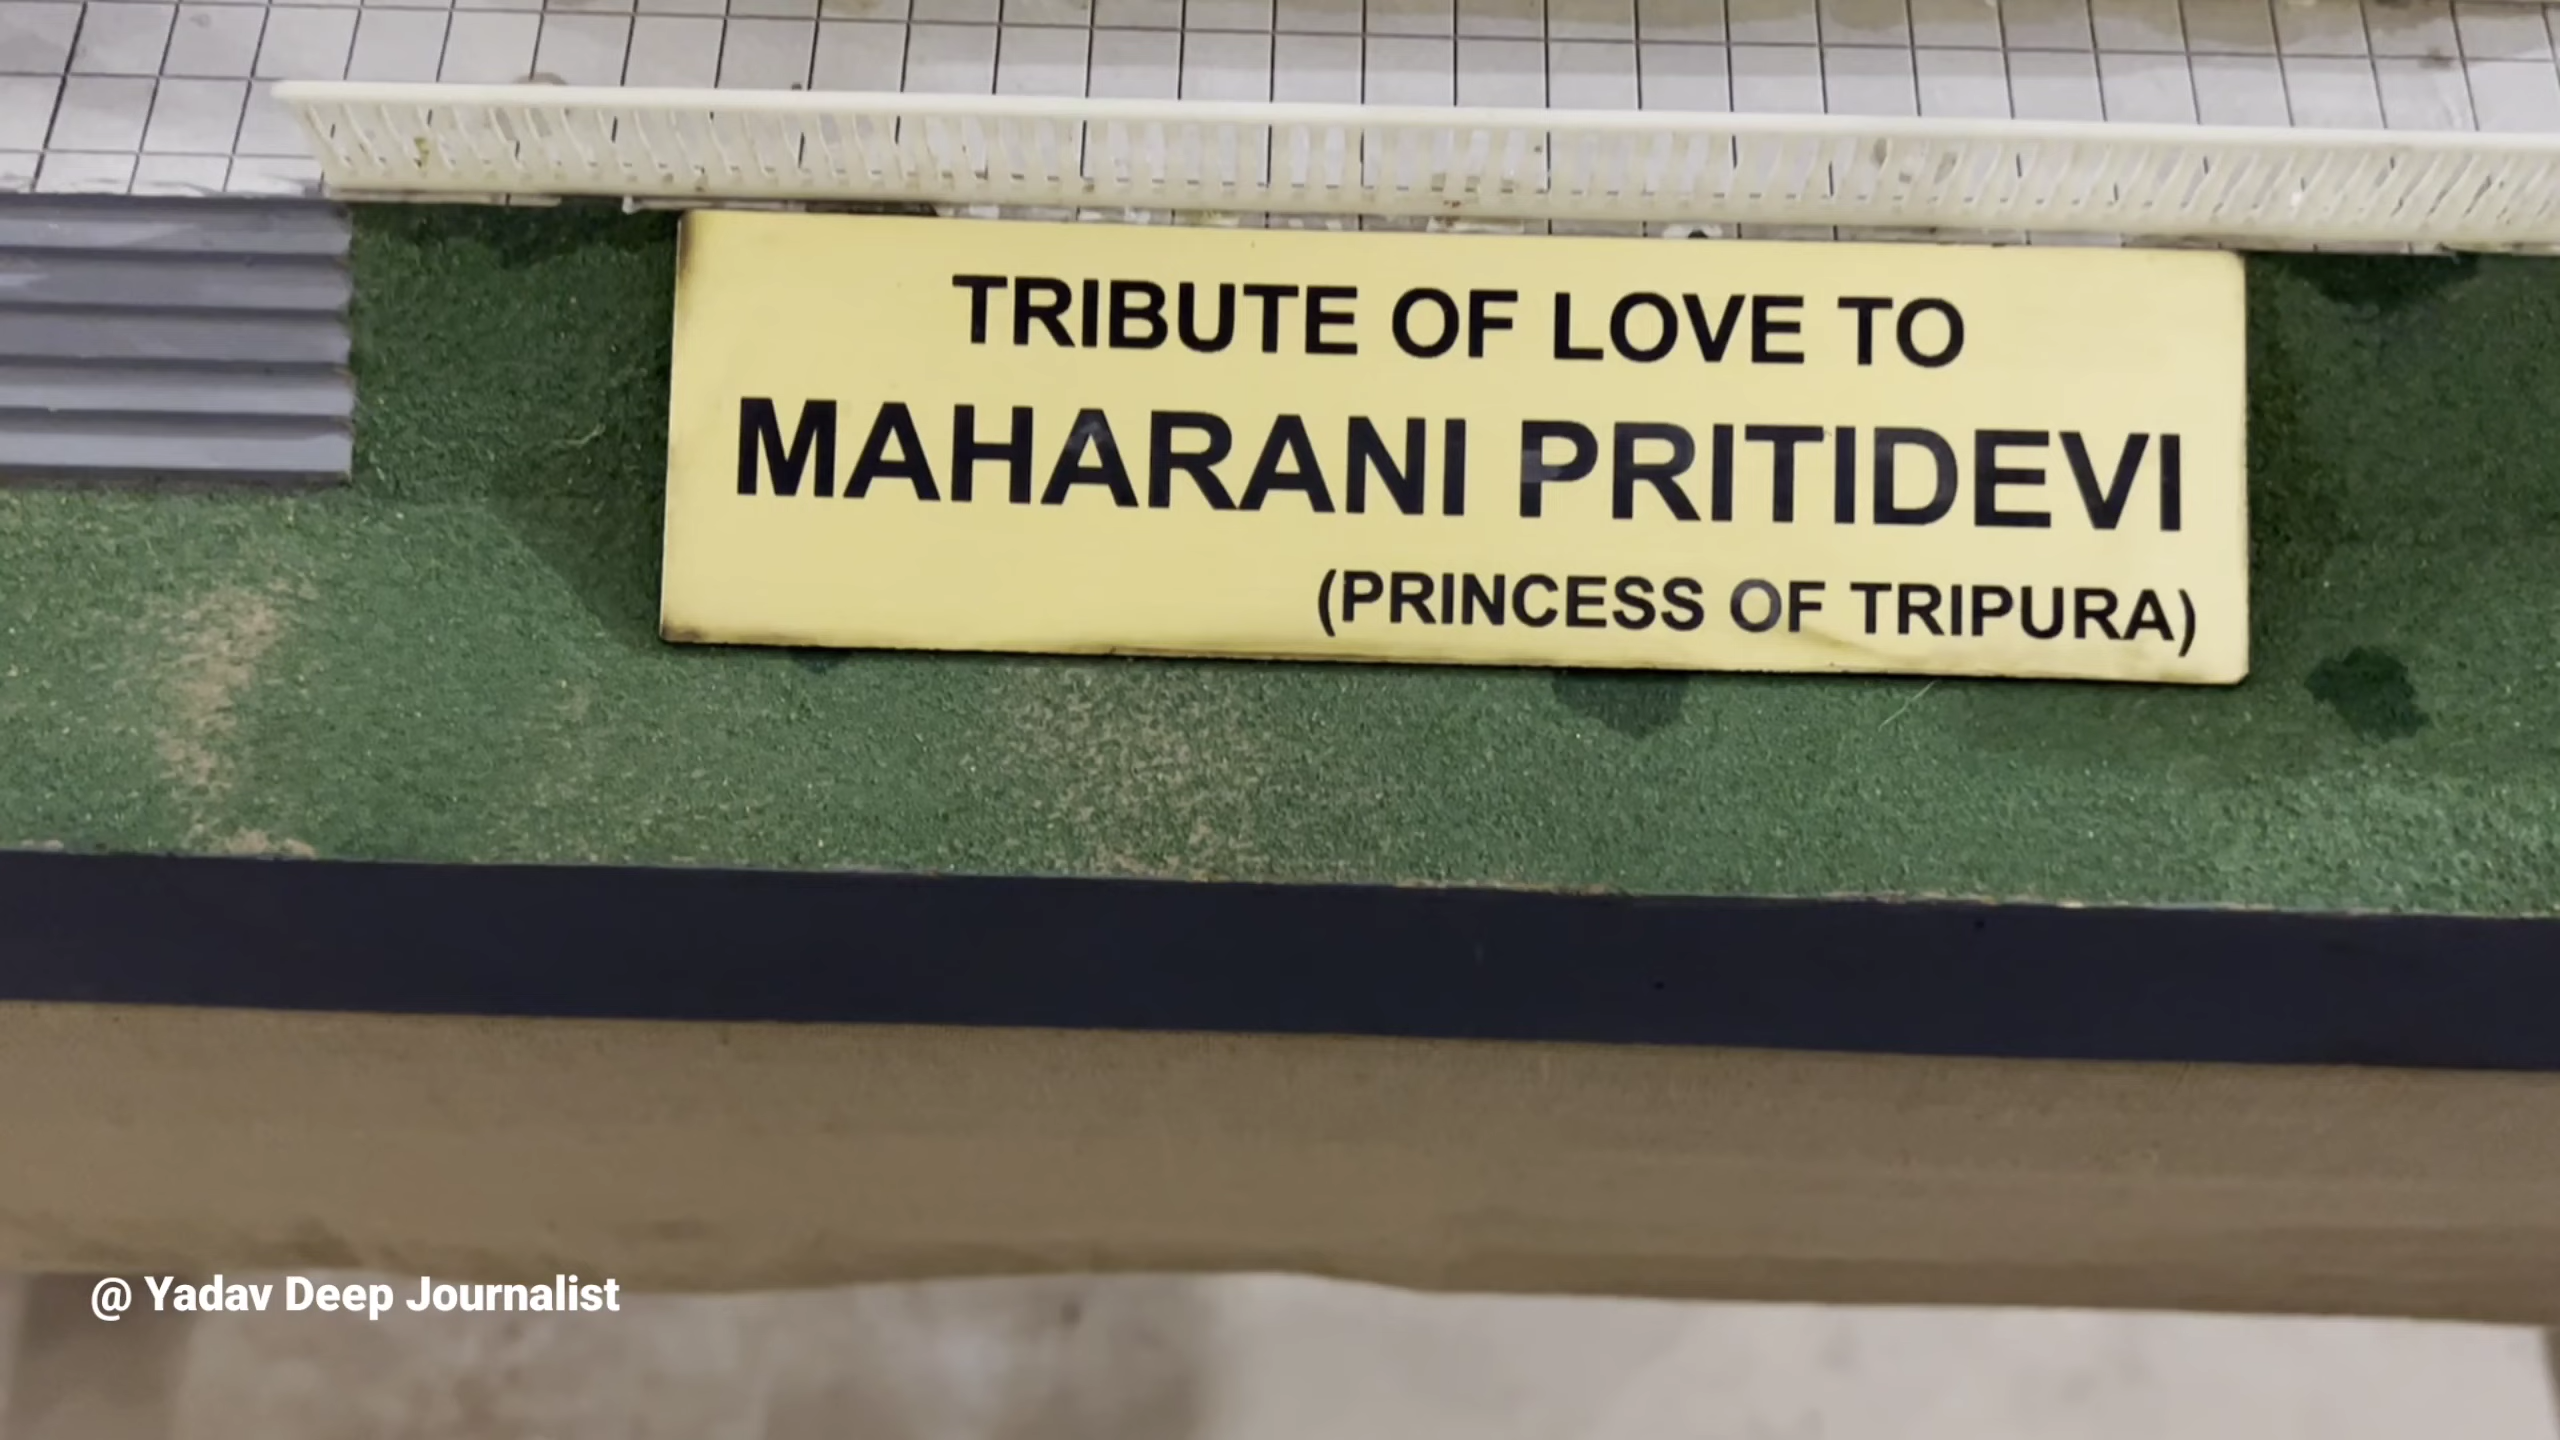 TRIBUTE OF LOVE TO
MAHARANI PRITIDEVI
(PRINCESS OF TRIPURA)
@ Yadav Deep Journalist